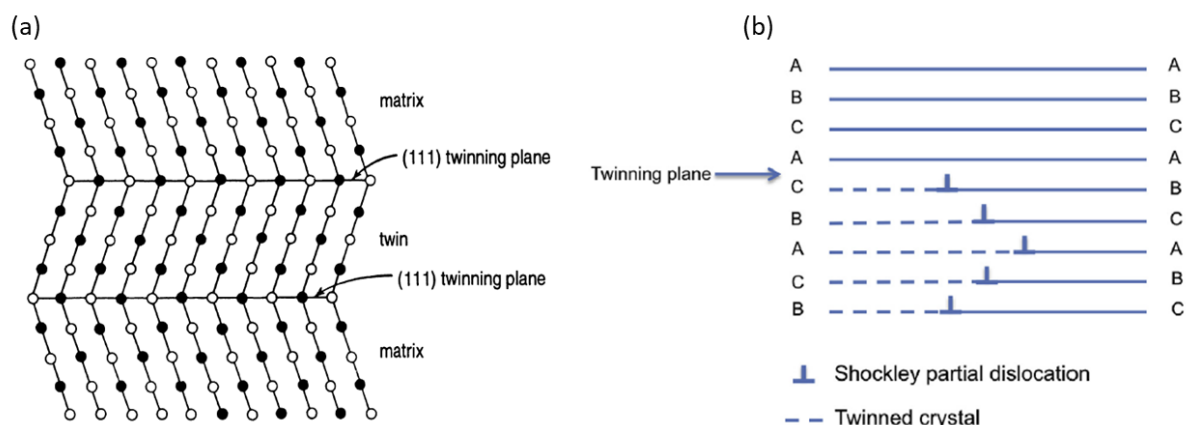 (a)
matrix
(111) twinning plane
twin
(111) twinning plane
matrix
(b)
A A
B B
C C
A A
Twinning plane
C B
B C
A A
C B
B C
Shockley partial dislocation
Twinned crystal